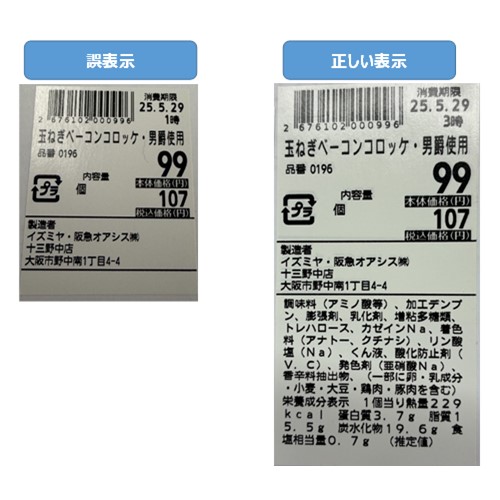 誤表示
消費期限
25.5.29
1時
2 676102 000996
玉ねぎベーコンコロッケ・男爵使用
品番 0196
99
本体価格(円)
内容量
個
プラ
107
税込価格(円)
製造者
イズミヤ・阪急オアシス㈱
十三野中店
大阪市野中南1丁目4-4
正しい表示
消費期限
25.5.29
3時
2 676102 000996
玉ねぎベーコンコロッケ・男爵使用
品番 0196
99
本体価格(円)
内容量
個
プラ
107
税込価格(円)
製造者
イズミヤ・阪急オアシス㈱
十三野中店
大阪市野中南1丁目4-4
調味料(アミノ酸等)、加工デンプ
ン、膨張剤、乳化剤、増粘多糖類、
トレハロース、カゼインNa、着色
料(アナトー、クチナシ)、リン酸
塩(Na)、くん液、酸化防止剤(
V.C)、発色剤(亜硝酸Na)、
香辛料抽出物、(一部に卵・乳成分
・小麦・大豆・鶏肉・豚肉を含む)
栄養成分表示 1個当り熱量229
kcal 蛋白質3.7g 脂質1
5.5g 炭水化物19.6g 食
塩相当量0.7g (推定値)